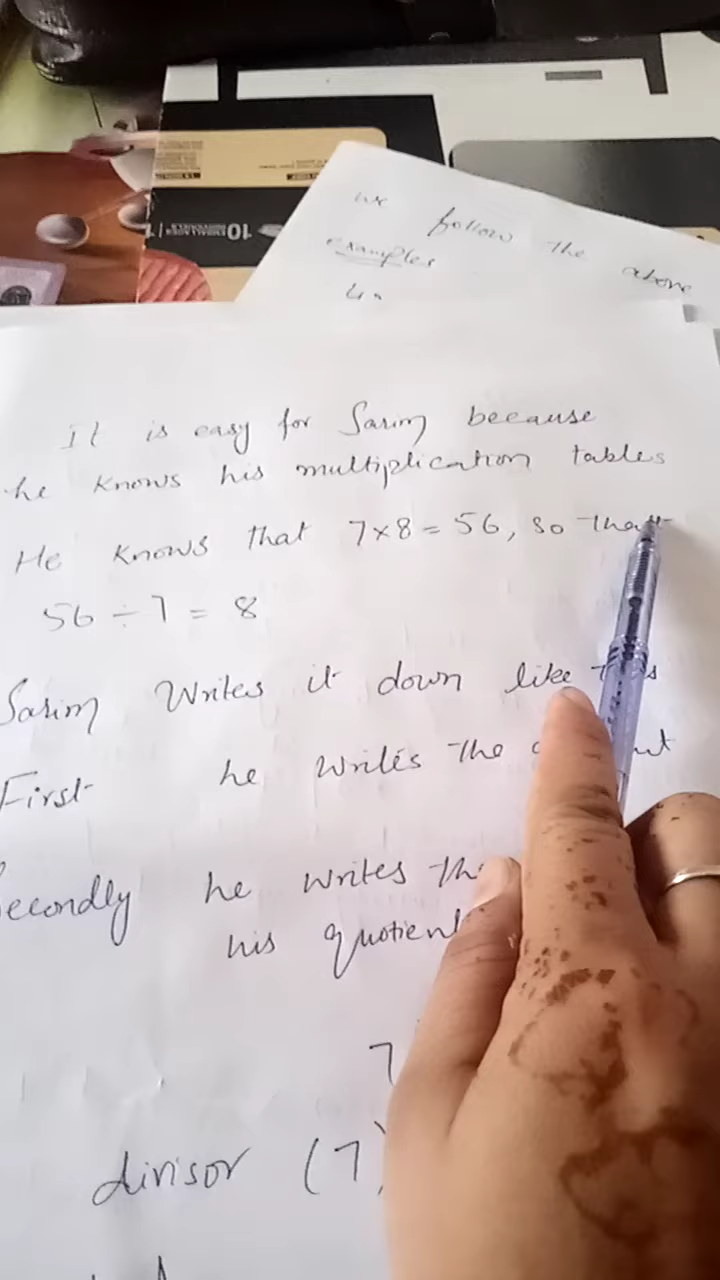 we follow the above
examples
It is easy for Sarim because
he knows his multiplication tables
He knows that 7×8=56, so that
56÷7=8
Sarim Writes it down like this
First he writes the
Secondly he writes
his quotient
7
divisor (7)
10